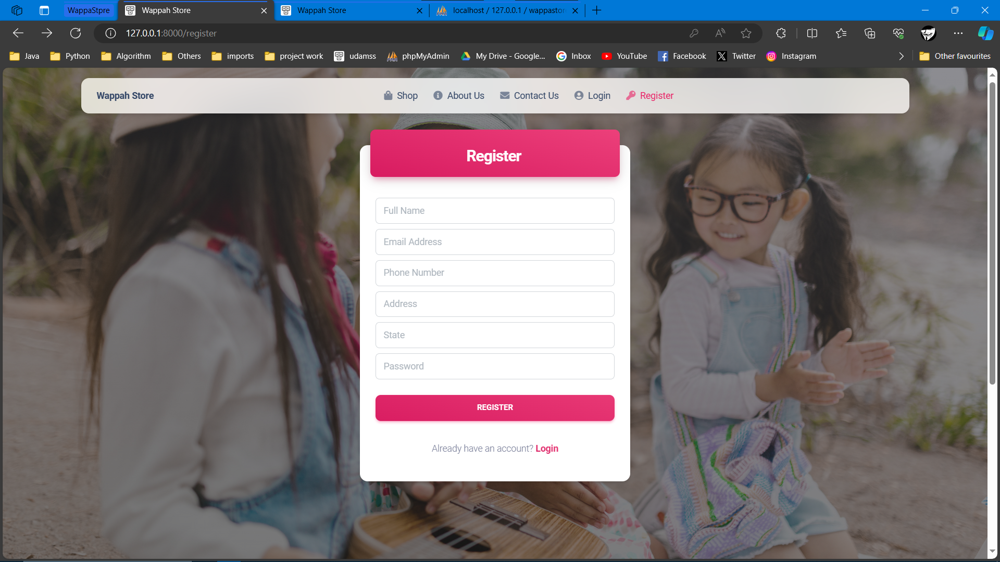 WappaStpre
Wappah Store
Wappah Store
localhost / 127.0.0.1 / wappastor
127.0.0.1:8000/register
Java Python Algorithm Others imports project work udamss phpMyAdmin My Drive - Google... Inbox YouTube Facebook Twitter Instagram Other favourites
Wappah Store Shop About Us Contact Us Login Register
Register
Full Name
Email Address
Phone Number
Address
State
Password
REGISTER
Already have an account? Login